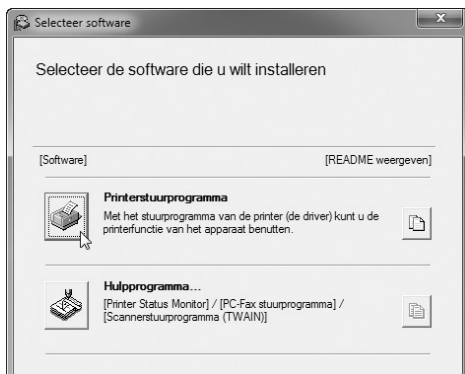 Selecteer software
Selecteer de software die u wilt installeren
[Software] [README weergeven]
Printerstuurprogramma
Met het stuurprogramma van de printer (de driver) kunt u de
printerfunctie van het apparaat benutten.
Hulpprogramma...
[Printer Status Monitor] / [PC-Fax stuurprogramma] /
[Scannerstuurprogramma (TWAIN)]